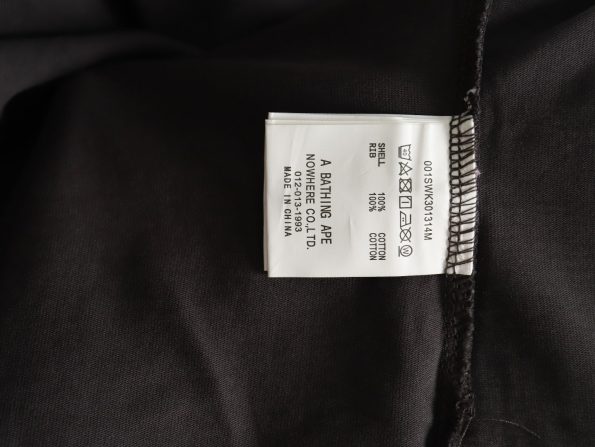 001SWK301314M
SHELL 100% COTTON
RIB 100% COTTON
A BATHING APE
NOWHERE CO.,LTD.
012-013-1993
MADE IN CHINA